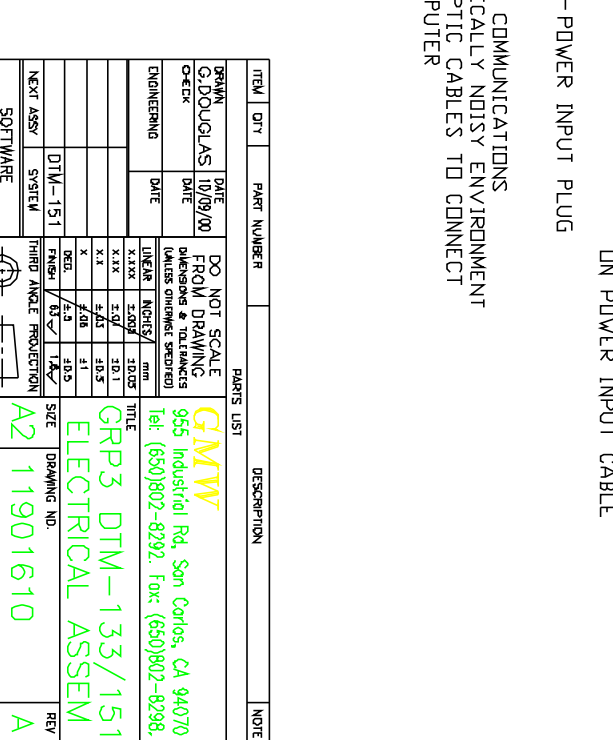 ON POWER INPUT CABLE
-POWER INPUT PLUG
COMMUNICATIONS
CALLY NOISY ENVIRONMENT
PTIC CABLES TO CONNECT
PUTER
ITEM QTY PART NUMBER DESCRIPTION NOTE
PARTS LIST
DRAWN DATE
G.DOUGLAS 10/09/00
CHECK DATE
ENGINEERING DATE
DTM-151
NEXT ASSY SYSTEM
SOFTWARE
DO NOT SCALE
FROM DRAWING
DIMENSIONS & TOLERANCES
(UNLESS OTHERWISE SPECIFIED)
LINEAR INCHES mm
X.XXX ±.005 ±0.05
X.XX ±.01 ±0.1
X.X ±.03 ±0.5
X ±.06 ±1
DEG. ±.5 ±0.5
FINISH 63 1.6
THIRD ANGLE PROJECTION
GMW
955 Industrial Rd, San Carlos, CA 94070
Tel: (650)802-8292. Fax: (650)802-8298.
TITLE
GRP3 DTM-133/151
ELECTRICAL ASSEM
SIZE DRAWING NO. REV
A2 11901610 A